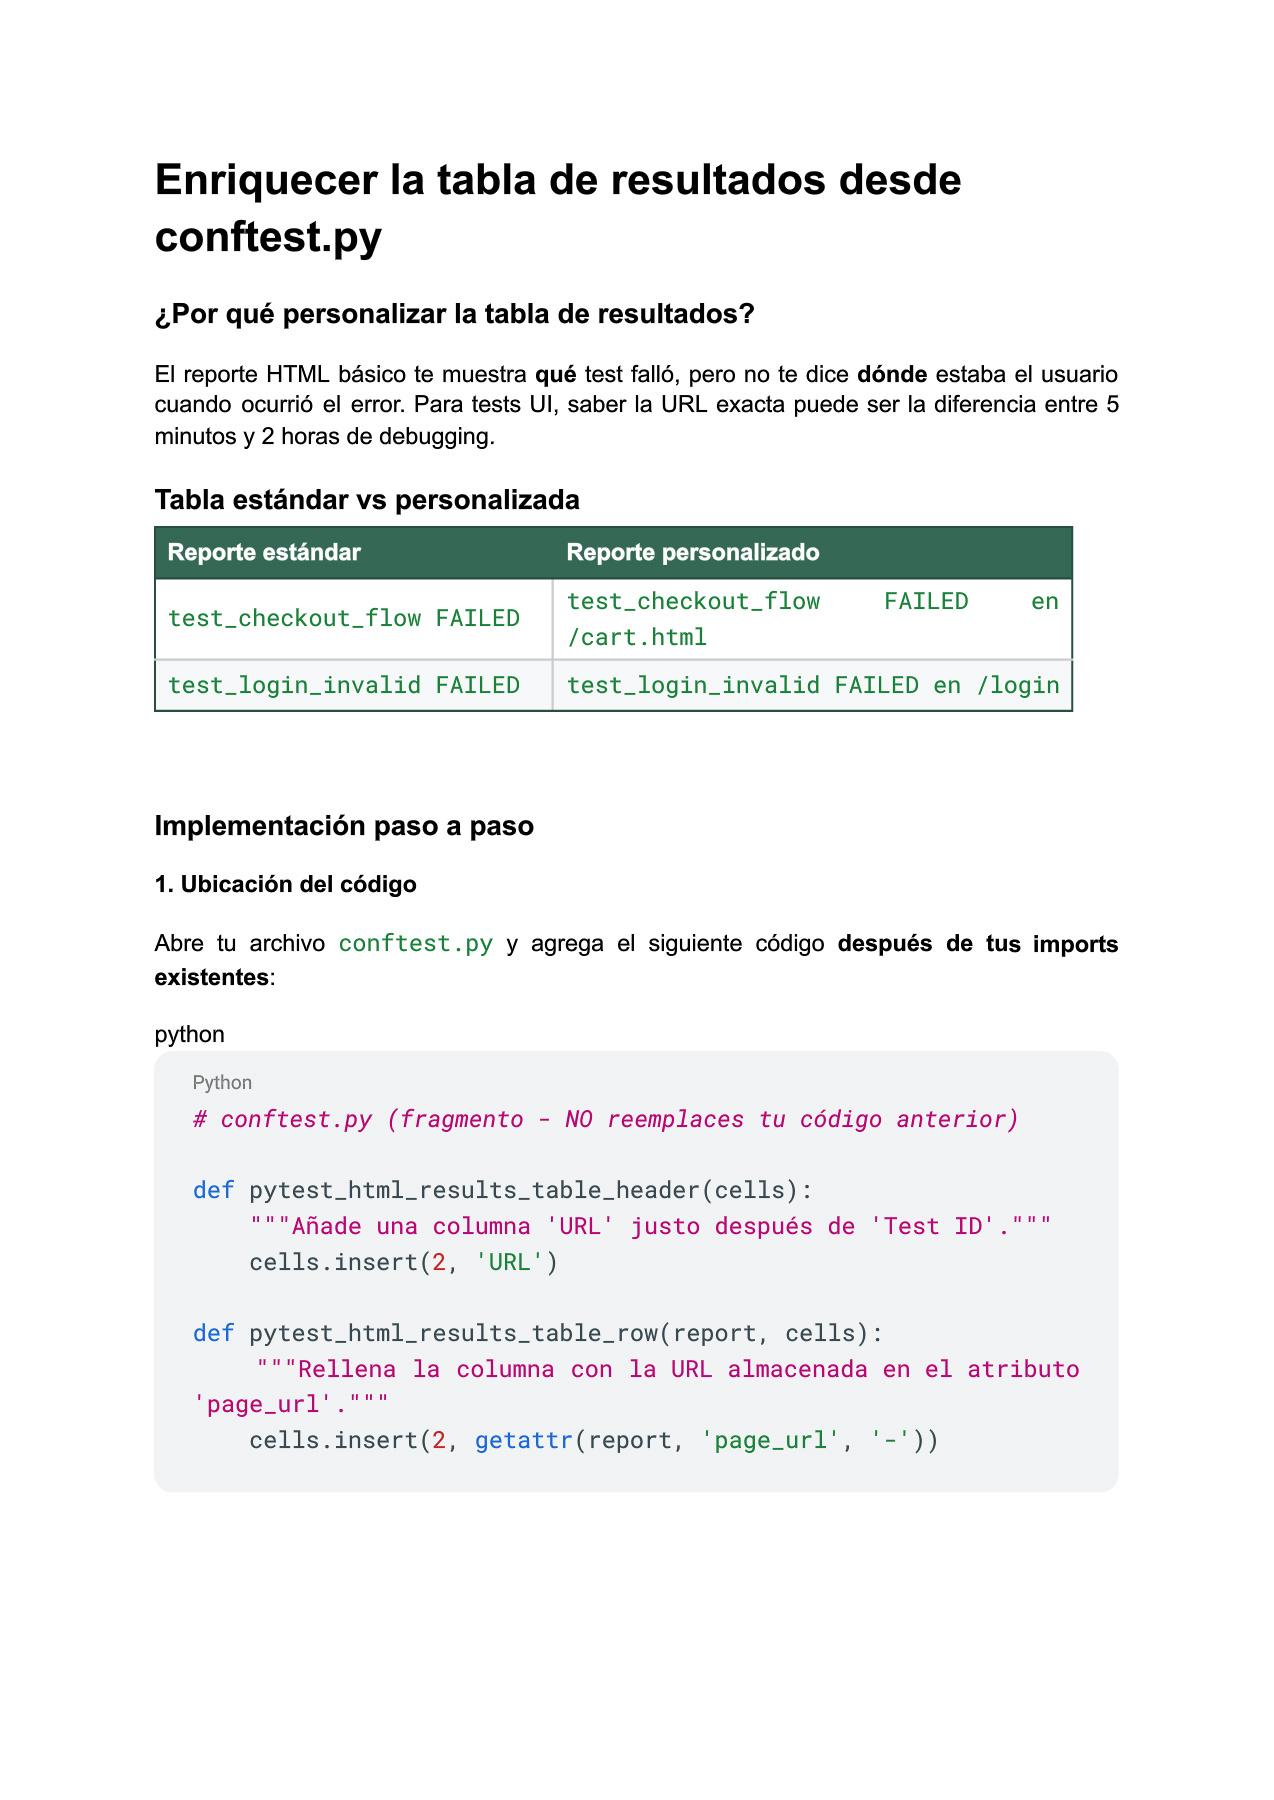 Enriquecer la tabla de resultados desde
conftest.py
¿Por qué personalizar la tabla de resultados?
El reporte HTML básico te muestra qué test falló, pero no te dice dónde estaba el usuario
cuando ocurrió el error. Para tests UI, saber la URL exacta puede ser la diferencia entre 5
minutos y 2 horas de debugging.
Tabla estándar vs personalizada
Reporte estándar Reporte personalizado
test_checkout_flow FAILED test_checkout_flow FAILED en
/cart.html
test_login_invalid FAILED test_login_invalid FAILED en /login
Implementación paso a paso
1. Ubicación del código
Abre tu archivo conftest.py y agrega el siguiente código después de tus imports
existentes:
python
Python
# conftest.py (fragmento - NO reemplaces tu código anterior)
def pytest_html_results_table_header(cells):
    """Añade una columna 'URL' justo después de 'Test ID'."""
    cells.insert(2, 'URL')
def pytest_html_results_table_row(report, cells):
    """Rellena la columna con la URL almacenada en el atributo
'page_url'."""
    cells.insert(2, getattr(report, 'page_url', '-'))